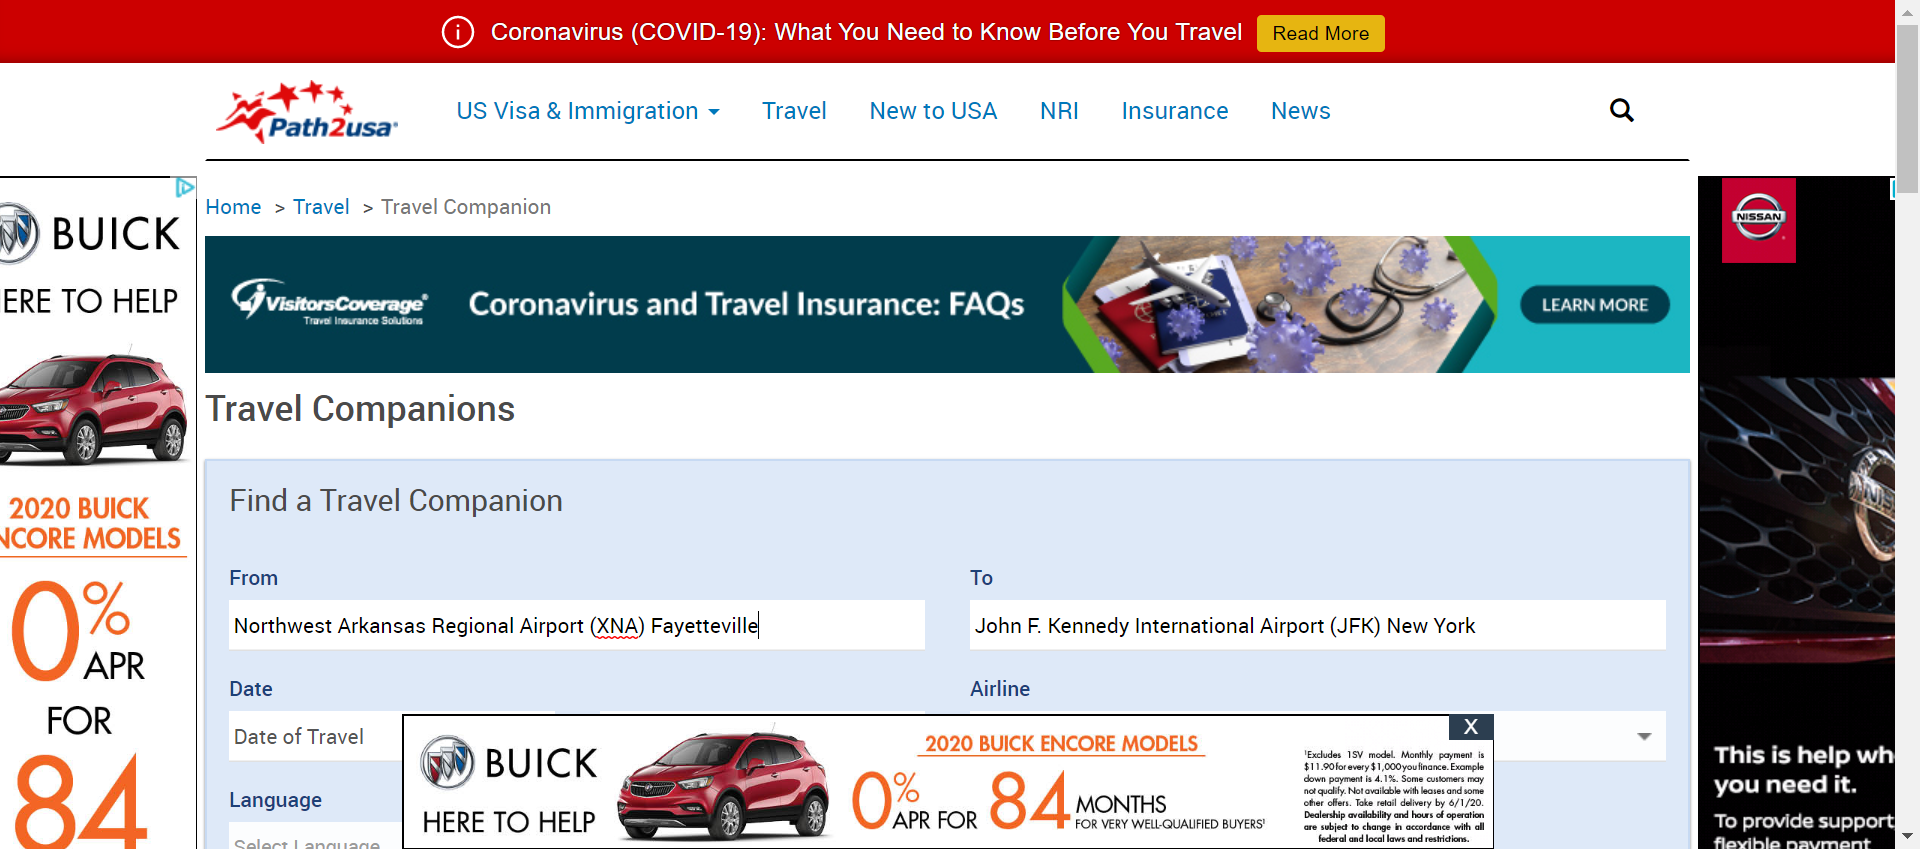 Coronavirus (COVID-19): What You Need to Know Before You Travel Read More
Path2usa
US Visa & Immigration Travel New to USA NRI Insurance News
Home > Travel > Travel Companion
VisitorsCoverage
Travel Insurance Solutions
Coronavirus and Travel Insurance: FAQs
LEARN MORE
Travel Companions
Find a Travel Companion
From
Northwest Arkansas Regional Airport (XNA) Fayetteville
To
John F. Kennedy International Airport (JFK) New York
Date
Date of Travel
Airline
Language
Select Language
BUICK
ERE TO HELP
2020 BUICK
NCORE MODELS
0%
APR
FOR
84
X
BUICK
HERE TO HELP
2020 BUICK ENCORE MODELS
0% APR FOR 84 MONTHS
FOR VERY WELL-QUALIFIED BUYERS¹
¹Excludes 1SV model. Monthly payment is
$11.90 for every $1,000 you finance. Example
down payment is 4.1%. Some customers may
not qualify. Not available with leases and some
other offers. Take retail delivery by 6/1/20.
Dealership availability and hours of operation
are subject to change in accordance with all
federal and local laws and restrictions.
NISSAN
This is help wh
you need it.
To provide support
flexible payment